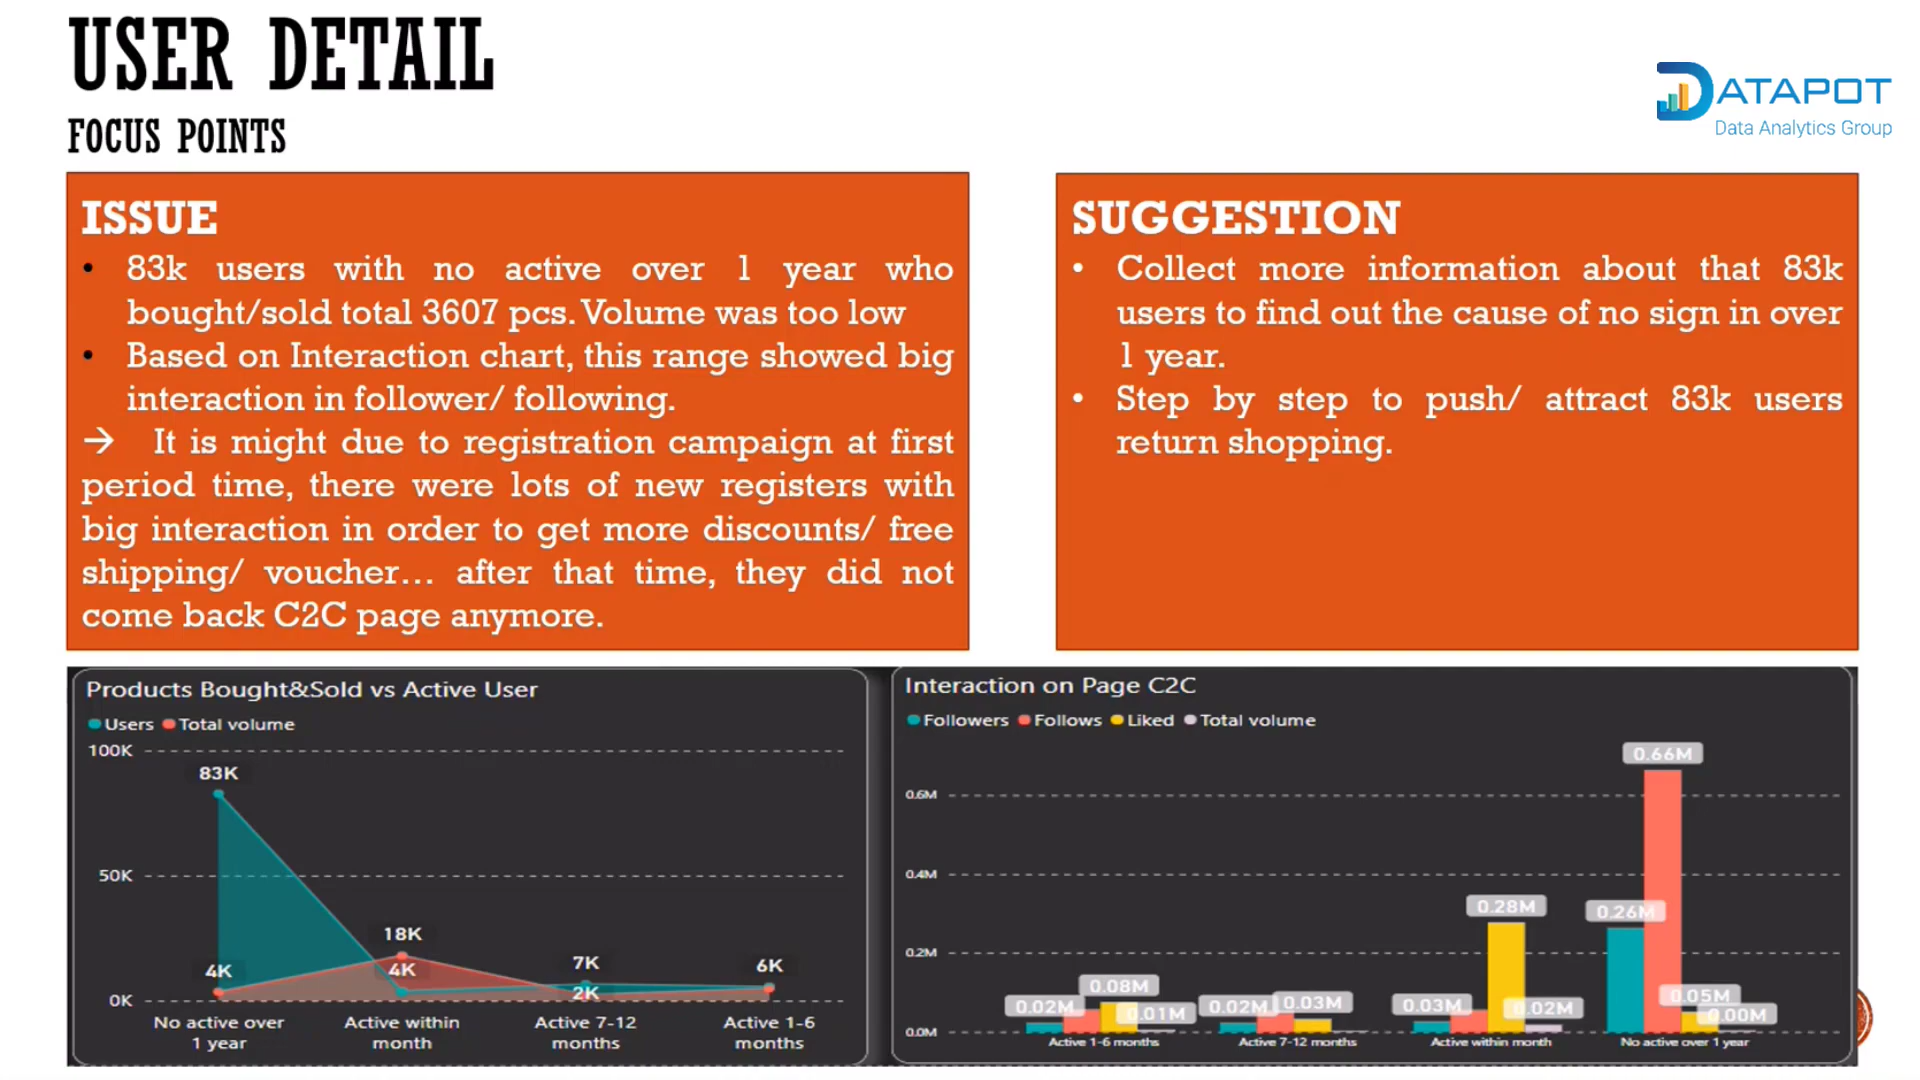 USER DETAIL
FOCUS POINTS
DATAPOT
Data Analytics Group
ISSUE
• 83k users with no active over 1 year who
bought/sold total 3607 pcs. Volume was too low
• Based on Interaction chart, this range showed big
interaction in follower/ following.
→ It is might due to registration campaign at first
period time, there were lots of new registers with
big interaction in order to get more discounts/ free
shipping/ voucher... after that time, they did not
come back C2C page anymore.
SUGGESTION
• Collect more information about that 83k
users to find out the cause of no sign in over
1 year.
• Step by step to push/ attract 83k users
return shopping.
Products Bought&Sold vs Active User
Users Total volume
100K
83K
50K
18K
4K
4K
7K
2K
6K
0K
No active over
1 year
Active within
month
Active 7-12
months
Active 1-6
months
Interaction on Page C2C
Followers Follows Liked Total volume
0.66M
0.6M
0.4M
0.28M
0.26M
0.2M
0.02M
0.08M
0.01M
0.02M
0.03M
0.03M
0.02M
0.05M
0.00M
0.0M
Active 1-6 months
Active 7-12 months
Active within month
No active over 1 year